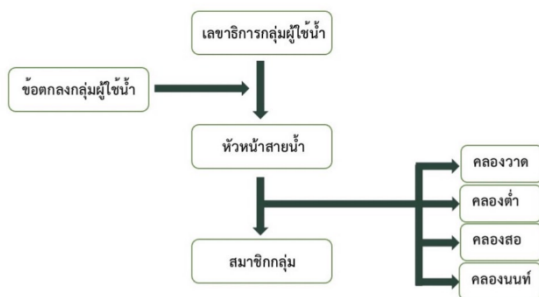 เลขาธิการกลุ่มผู้ใช้น้ำ
ข้อตกลงกลุ่มผู้ใช้น้ำ
หัวหน้าสายน้ำ
คลองวาด
คลองต่ำ
คลองสอ
สมาชิกกลุ่ม
คลองนนท์